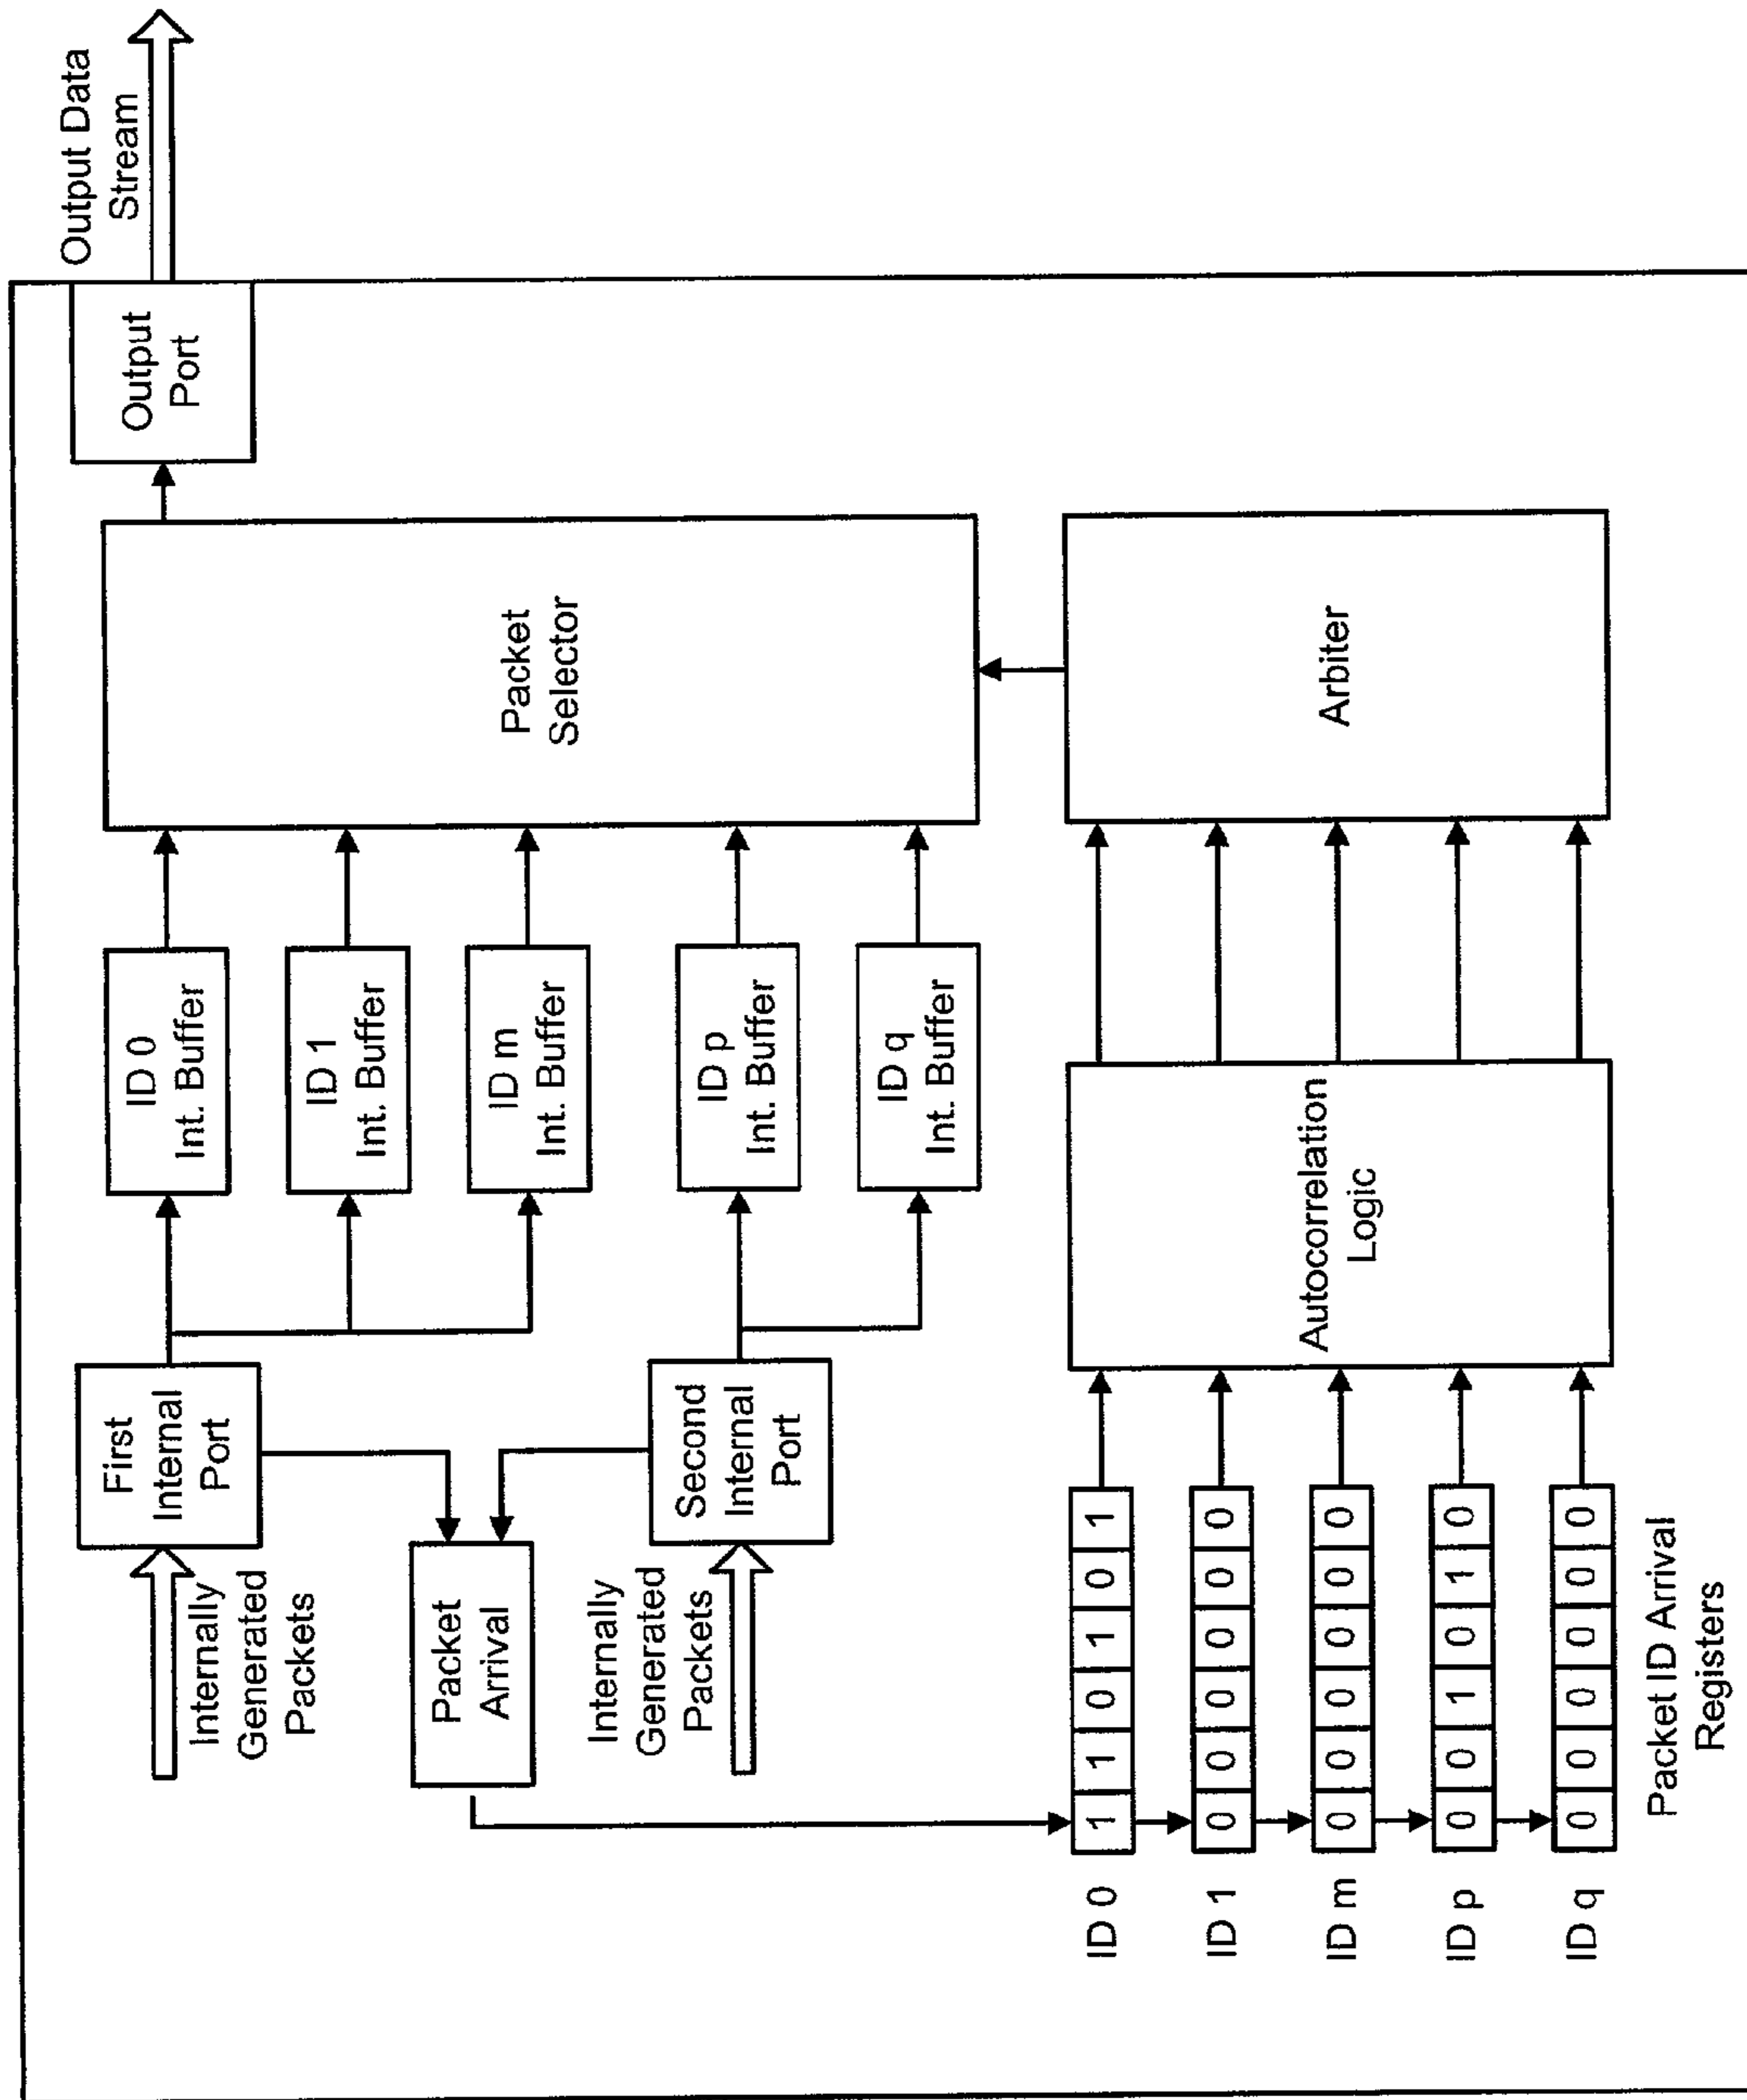 Output Data
Stream
Output
Port
Packet
Selector
Arbiter
ID 0
Int. Buffer
ID 1
Int. Buffer
ID m
Int. Buffer
ID p
Int. Buffer
ID q
Int. Buffer
First
Internal
Port
Second
Internal
Port
Internally
Generated
Packets
Packet
Arrival
Internally
Generated
Packets
Autocorrelation
Logic
ID 0 1 1 0 1 0 1
ID 1 0 0 0 0 0 0
ID m 0 0 0 0 0 0
ID p 0 0 1 0 1 0
ID q 0 0 0 0 0 0
Packet ID Arrival
Registers